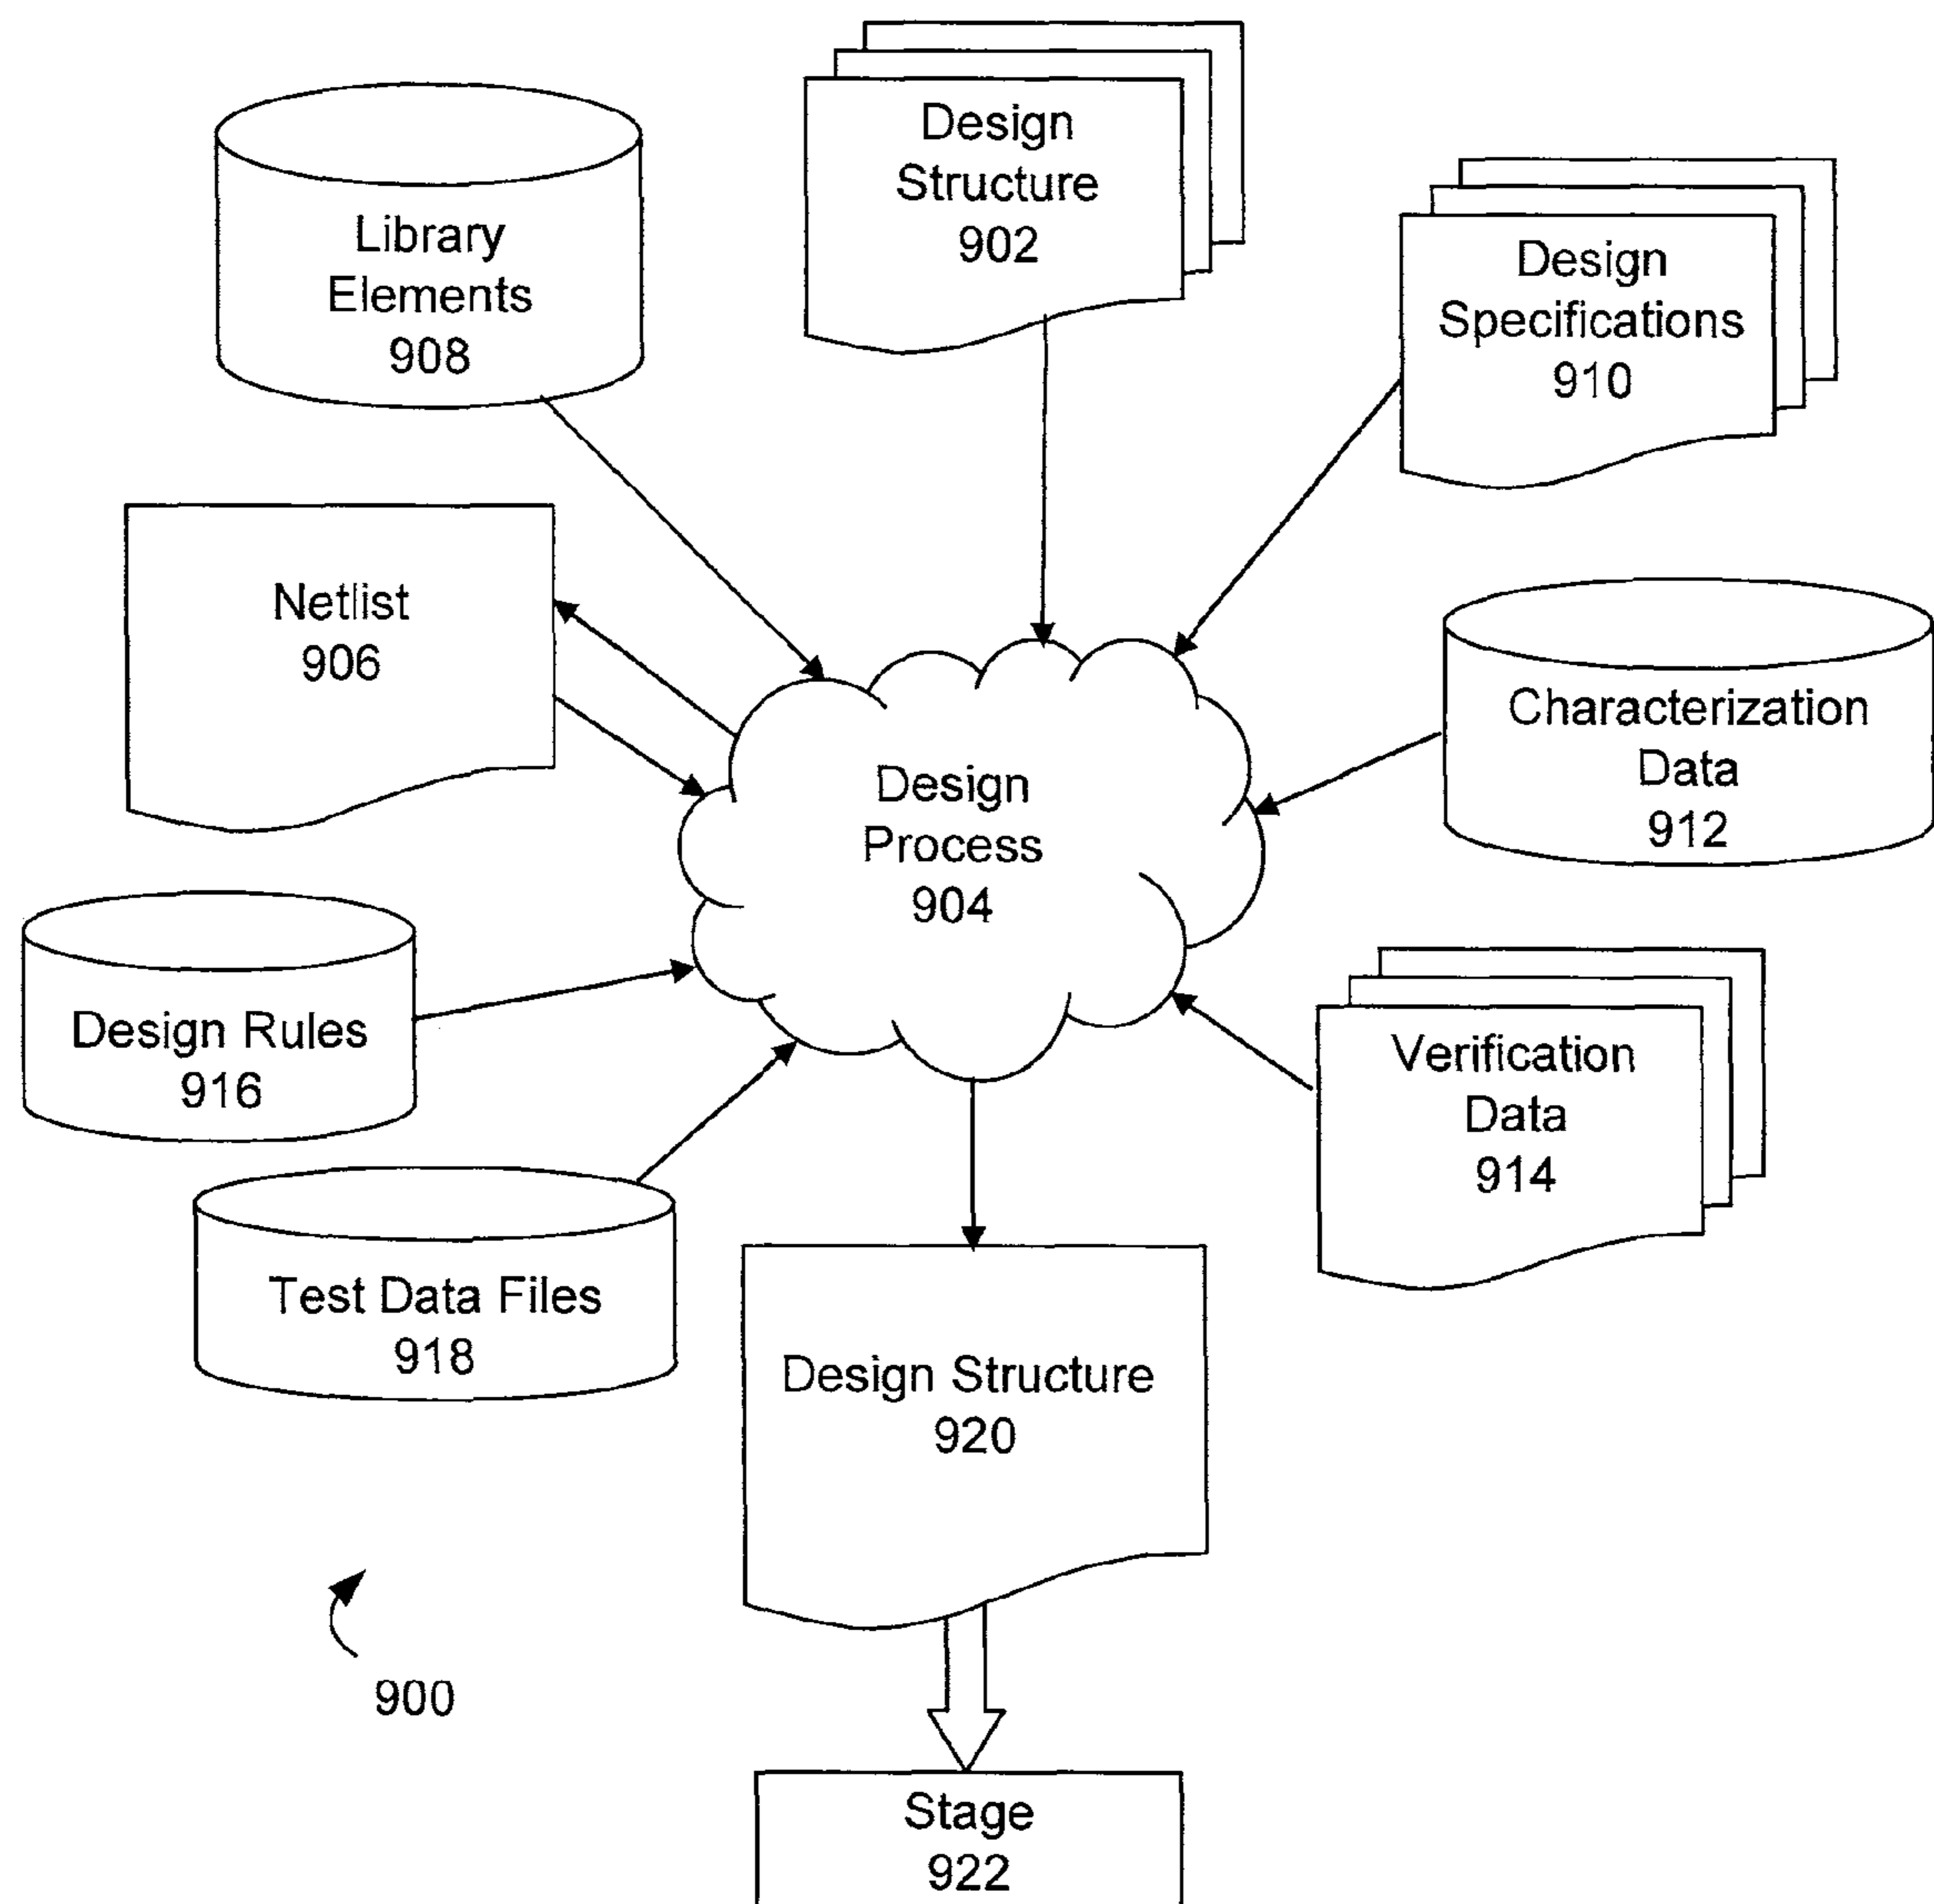 Design
Structure
902
Library
Elements
908
Design
Specifications
910
Netlist
906
Characterization
Data
912
Design
Process
904
Design Rules
916
Verification
Data
914
Test Data Files
918
Design Structure
920
900
Stage
922